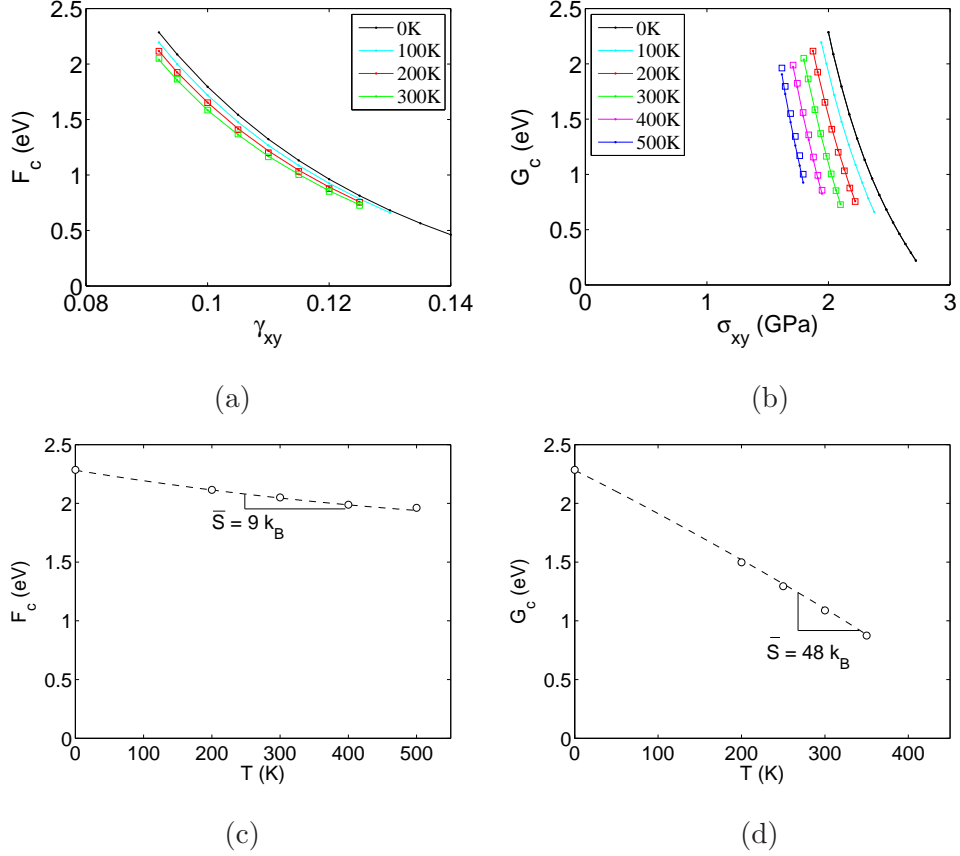 2.5
2
1.5
1
0.5
0
0.08
0.1
0.12
0.14
F_c (eV)
γ_xy
0K
100K
200K
300K
(a)
2.5
2
1.5
1
0.5
0
0
1
2
3
G_c (eV)
σ_xy (GPa)
0K
100K
200K
300K
400K
500K
(b)
2.5
2
1.5
1
0.5
0
0
100
200
300
400
500
F_c (eV)
T (K)
S̅ = 9 k_B
(c)
2.5
2
1.5
1
0.5
0
0
100
200
300
400
G_c (eV)
T (K)
S̅ = 48 k_B
(d)